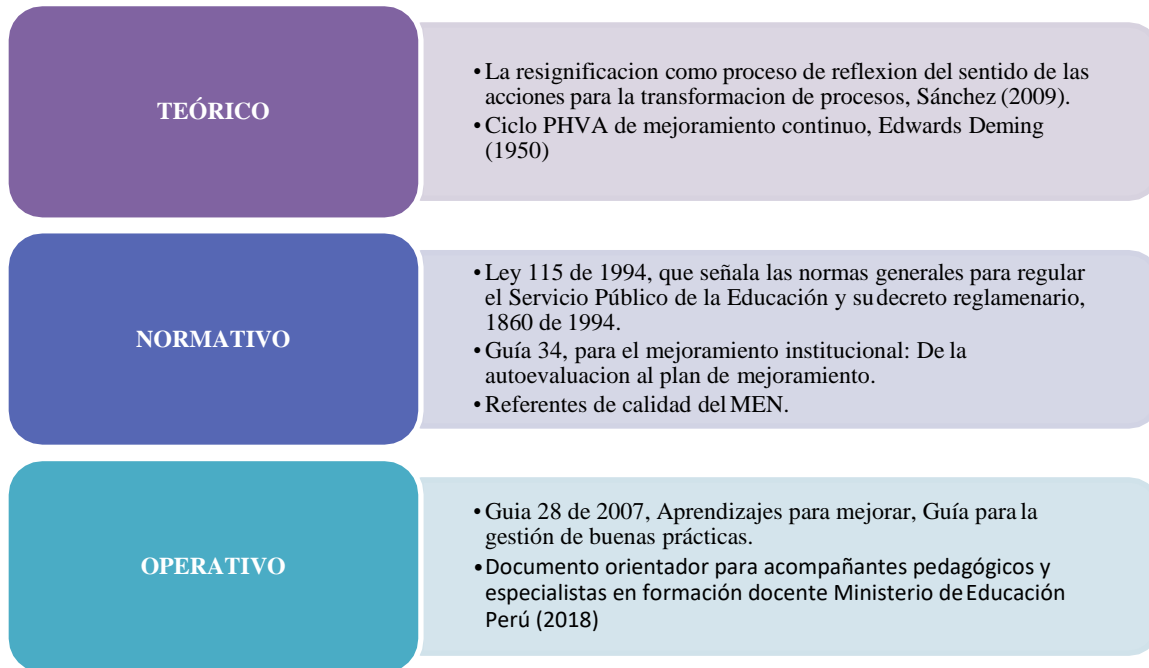 TEÓRICO
•La resignificacion como proceso de reflexion del sentido de las
acciones para la transformacion de procesos, Sánchez (2009).
•Ciclo PHVA de mejoramiento continuo, Edwards Deming
(1950)
NORMATIVO
•Ley 115 de 1994, que señala las normas generales para regular
el Servicio Público de la Educación y su decreto reglamenario,
1860 de 1994.
•Guía 34, para el mejoramiento institucional: De la
autoevaluacion al plan de mejoramiento.
•Referentes de calidad del MEN.
OPERATIVO
•Guia 28 de 2007, Aprendizajes para mejorar, Guía para la
gestión de buenas prácticas.
•Documento orientador para acompañantes pedagógicos y
especialistas en formación docente Ministerio de Educación
Perú (2018)